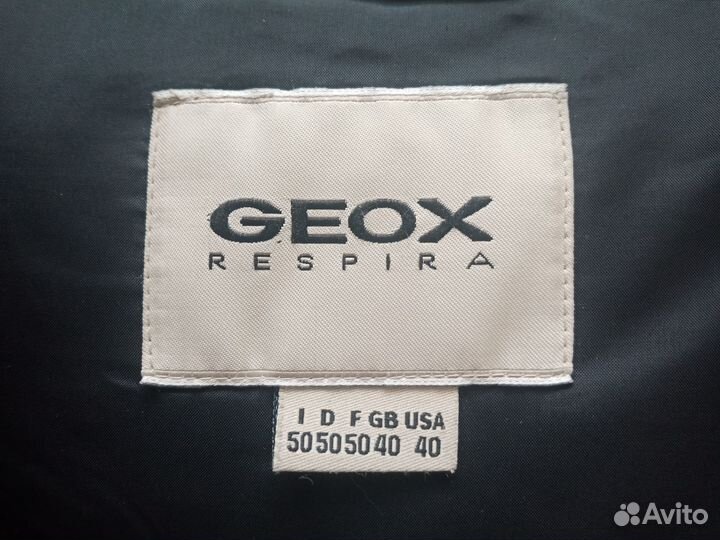 GEOX
RESPIRA
I D F GB USA
50 50 50 40 40
Avito